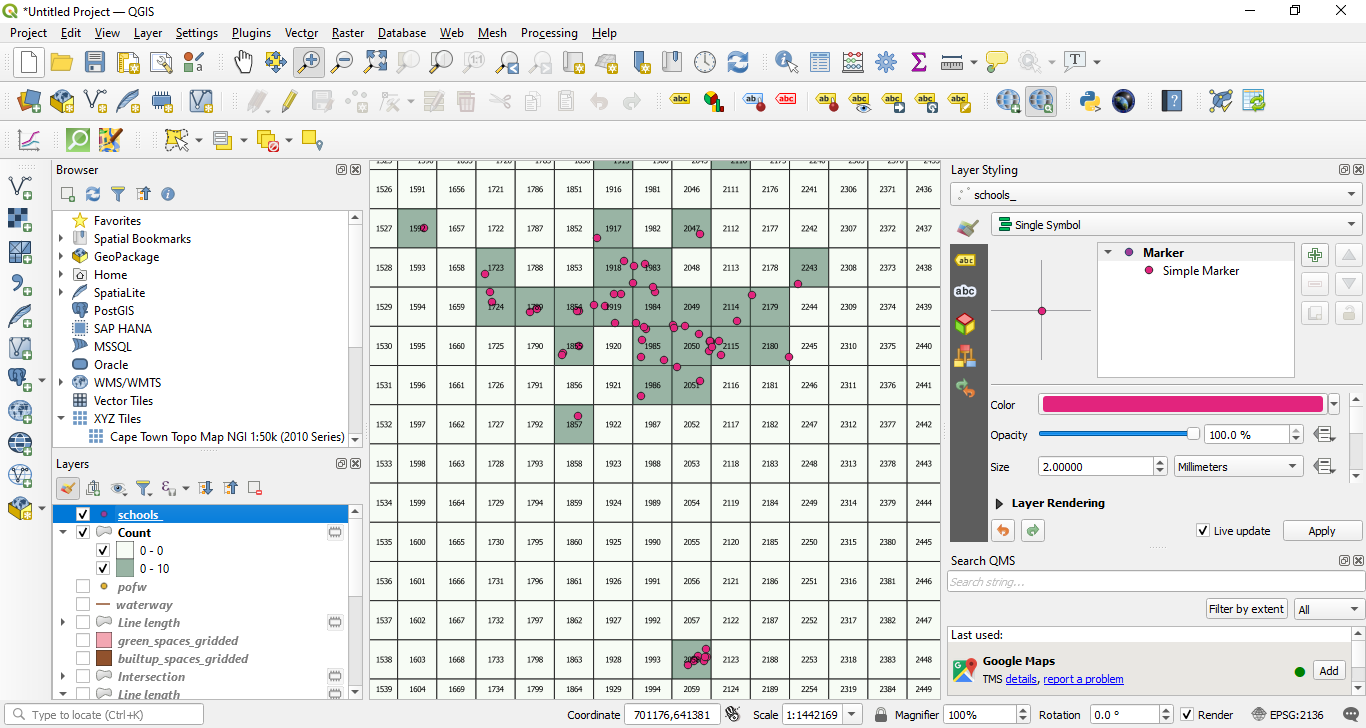 *Untitled Project — QGIS
Project Edit View Layer Settings Plugins Vector Raster Database Web Mesh Processing Help
Browser
Favorites
Spatial Bookmarks
GeoPackage
Home
SpatiaLite
PostGIS
SAP HANA
MSSQL
Oracle
WMS/WMTS
Vector Tiles
XYZ Tiles
Cape Town Topo Map NGI 1:50k (2010 Series)
Layers
schools_
Count
0 - 0
0 - 10
pofw
waterway
Line length
green_spaces_gridded
builtup_spaces_gridded
Intersection
Line length
1526 1591 1656 1721 1786 1851 1916 1981 2046 2111 2176 2241 2306 2371 2436
1527 1592 1657 1722 1787 1852 1917 1982 2047 2112 2177 2242 2307 2372 2437
1528 1593 1658 1723 1788 1853 1918 1983 2048 2113 2178 2243 2308 2373 2438
1529 1594 1659 1724 1789 1854 1919 1984 2049 2114 2179 2244 2309 2374 2439
1530 1595 1660 1725 1790 1855 1920 1985 2050 2115 2180 2245 2310 2375 2440
1531 1596 1661 1726 1791 1856 1921 1986 2051 2116 2181 2246 2311 2376 2441
1532 1597 1662 1727 1792 1857 1922 1987 2052 2117 2182 2247 2312 2377 2442
1533 1598 1663 1728 1793 1858 1923 1988 2053 2118 2183 2248 2313 2378 2443
1534 1599 1664 1729 1794 1859 1924 1989 2054 2119 2184 2249 2314 2379 2444
1535 1600 1665 1730 1795 1860 1925 1990 2055 2120 2185 2250 2315 2380 2445
1536 1601 1666 1731 1796 1861 1926 1991 2056 2121 2186 2251 2316 2381 2446
1537 1602 1667 1732 1797 1862 1927 1992 2057 2122 2187 2252 2317 2382 2447
1538 1603 1668 1733 1798 1863 1928 1993 2123 2188 2253 2318 2383 2448
1539 1604 1669 1734 1799 1864 1929 1994 2059 2124 2189 2254 2319 2384 2449
Layer Styling
schools_
Single Symbol
Marker
Simple Marker
Color
Opacity 100.0 %
Size 2.00000 Millimeters
Layer Rendering
Live update Apply
Search QMS
Search string...
Filter by extent All
Last used:
Google Maps
TMS details, report a problem
Add
Type to locate (Ctrl+K) Coordinate 701176,641381 Scale 1:1442169 Magnifier 100% Rotation 0.0 ° Render EPSG:2136